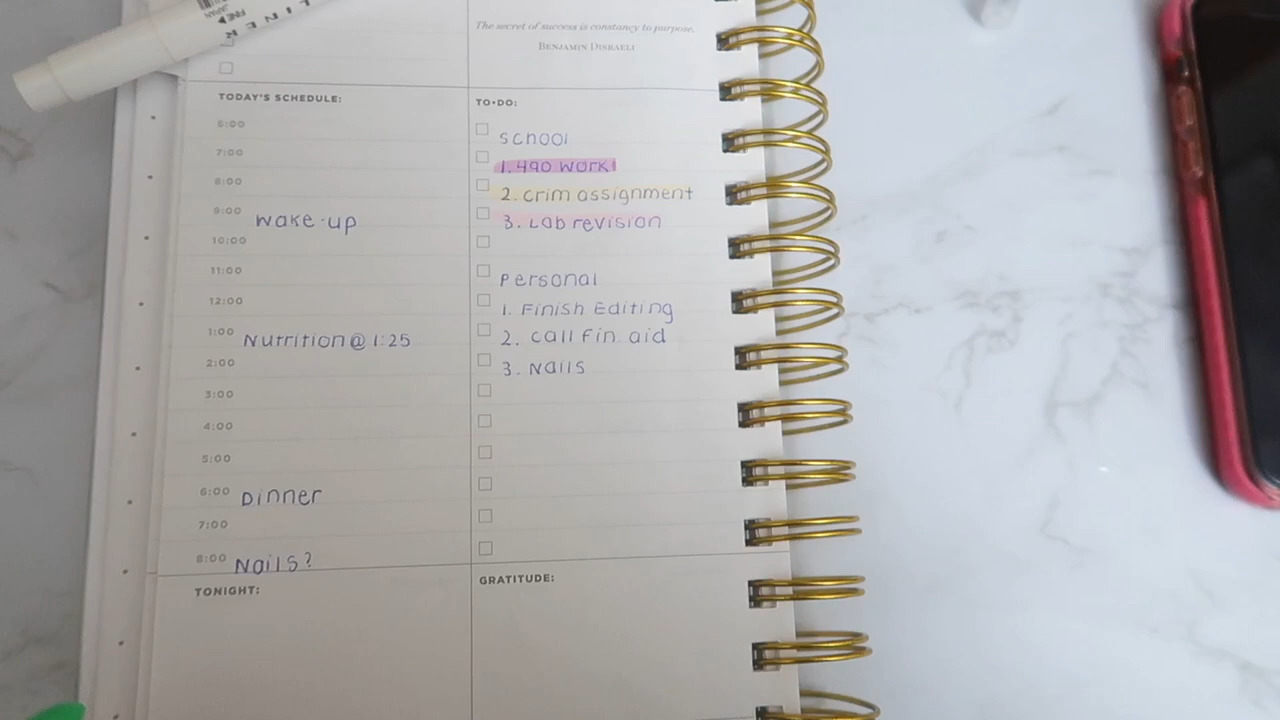 FINE
JAPAN
LINER
The secret of success is constancy to purpose.
BENJAMIN DISRAELI
TODAY'S SCHEDULE:
6:00
7:00
8:00
9:00 wake up
10:00
11:00
12:00
1:00 Nutrition @ 1:25
2:00
3:00
4:00
5:00
6:00 Dinner
7:00
8:00 Nails?
TONIGHT:
TO•DO:
school
1. 490 work
2. crim assignment
3. Lab revision
Personal
1. Finish Editing
2. call fin aid
3. Nails
GRATITUDE: